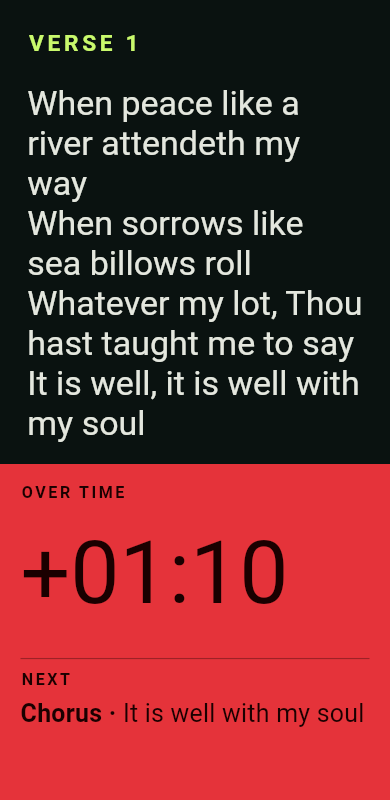 VERSE 1
When peace like a
river attendeth my
way
When sorrows like
sea billows roll
Whatever my lot, Thou
hast taught me to say
It is well, it is well with
my soul
OVER TIME
+01:10
NEXT
Chorus · It is well with my soul